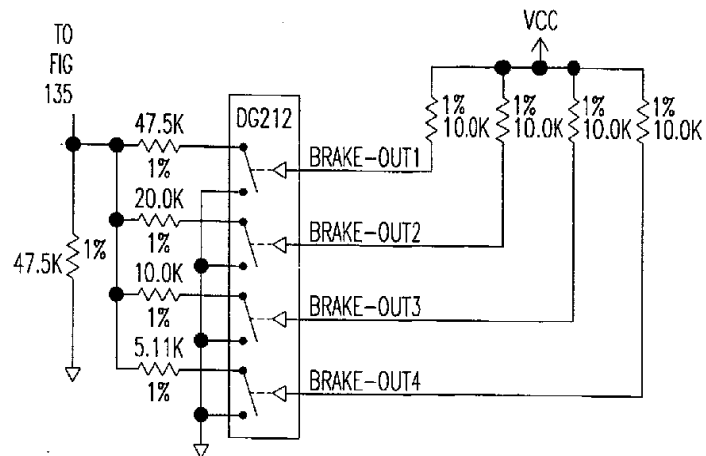 TO
FIG
135
VCC
47.5K
1%
DG212
1%
10.0K
1%
10.0K
1%
10.0K
1%
10.0K
BRAKE-OUT1
20.0K
1%
BRAKE-OUT2
47.5K
1%
10.0K
1%
BRAKE-OUT3
5.11K
1%
BRAKE-OUT4